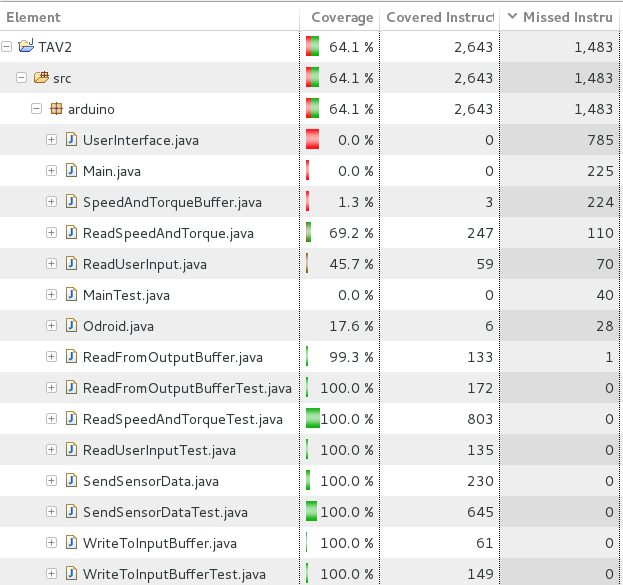 Element Coverage Covered Instruct Missed Instru
TAV2 64.1 % 2,643 1,483
src 64.1 % 2,643 1,483
arduino 64.1 % 2,643 1,483
UserInterface.java 0.0 % 0 785
Main.java 0.0 % 0 225
SpeedAndTorqueBuffer.java 1.3 % 3 224
ReadSpeedAndTorque.java 69.2 % 247 110
ReadUserInput.java 45.7 % 59 70
MainTest.java 0.0 % 0 40
Odroid.java 17.6 % 6 28
ReadFromOutputBuffer.java 99.3 % 133 1
ReadFromOutputBufferTest.java 100.0 % 172 0
ReadSpeedAndTorqueTest.java 100.0 % 803 0
ReadUserInputTest.java 100.0 % 135 0
SendSensorData.java 100.0 % 230 0
SendSensorDataTest.java 100.0 % 645 0
WriteToInputBuffer.java 100.0 % 61 0
WriteToInputBufferTest.java 100.0 % 149 0